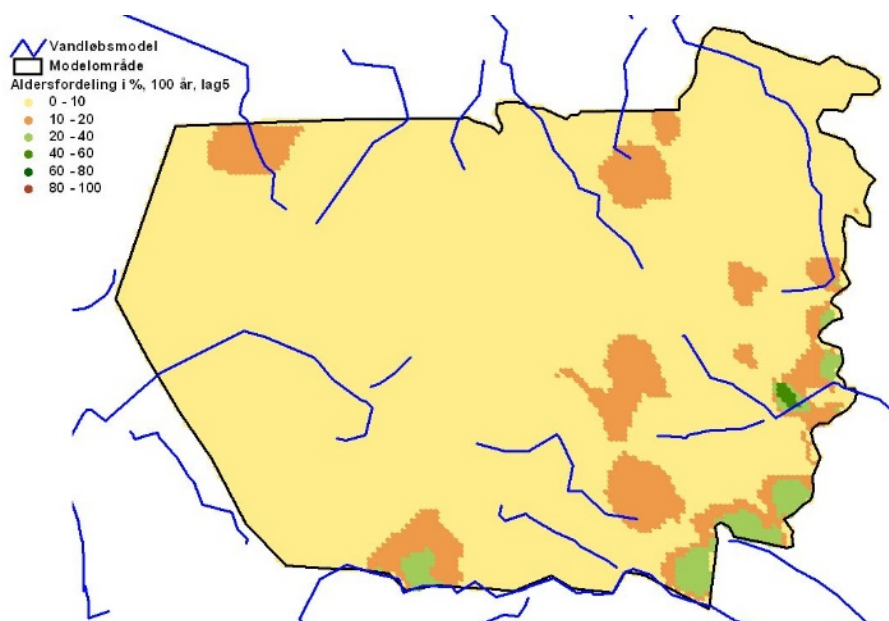 Vandløbsmodel
Modelområde
Aldersfordeling i %, 100 år, lag5
0 - 10
10 - 20
20 - 40
40 - 60
60 - 80
80 - 100